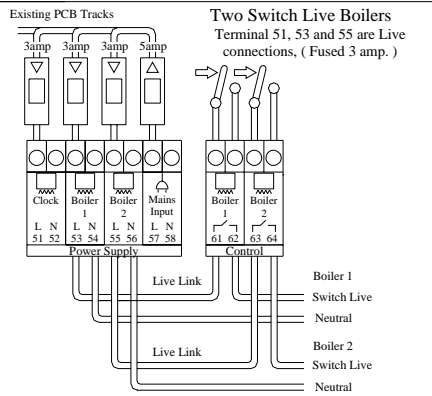 Existing PCB Tracks
Two Switch Live Boilers
Terminal 51, 53 and 55 are Live
connections, ( Fused 3 amp. )
3amp 3amp 3amp 5amp
Clock Boiler 1 Boiler 2 Mains Input
L N L N L N L N
51 52 53 54 55 56 57 58
Power Supply
Boiler 1 Boiler 2
61 62 63 64
Control
Live Link
Boiler 1
Switch Live
Neutral
Live Link
Boiler 2
Switch Live
Neutral